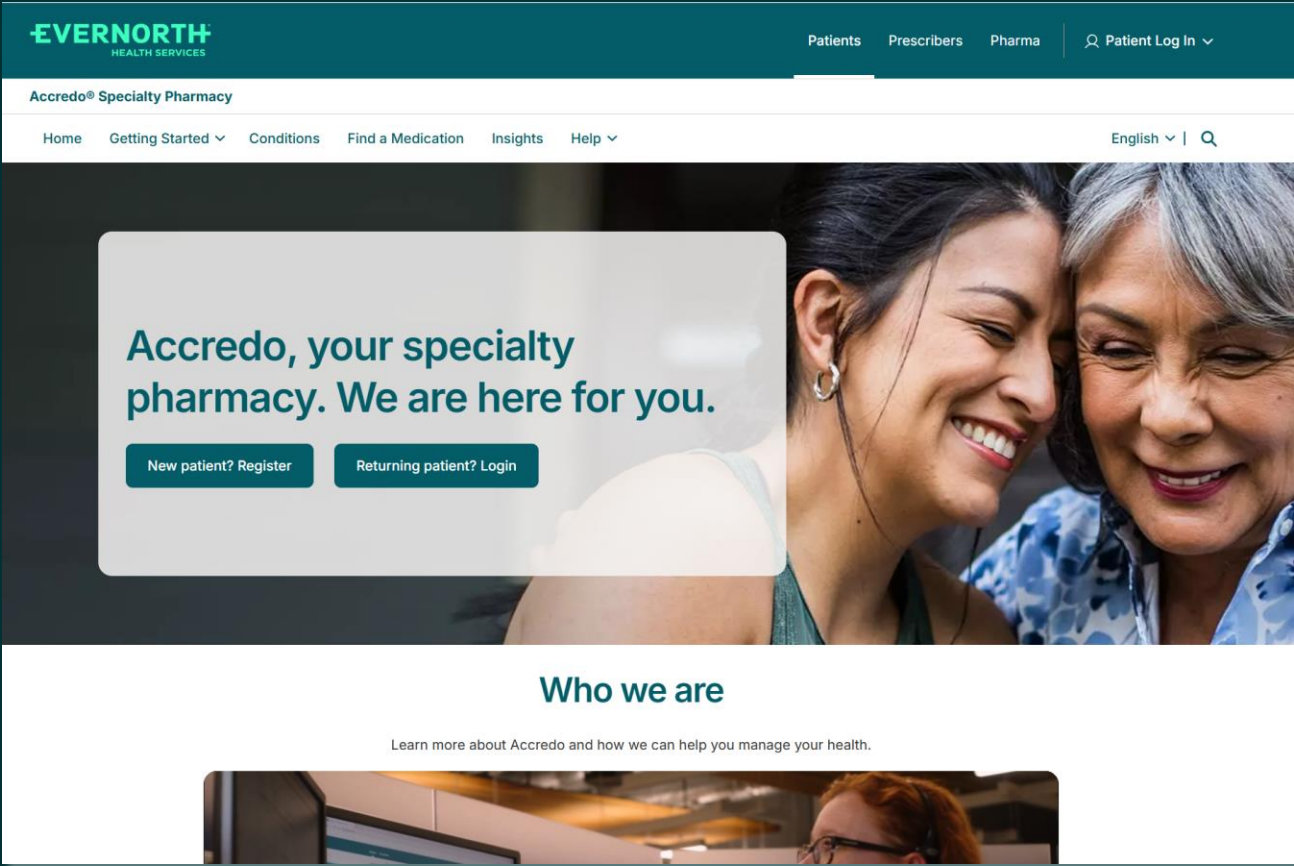 EVERNORTH
HEALTH SERVICES
Patients
Prescribers
Pharma
Patient Log In
Accredo® Specialty Pharmacy
Home
Getting Started
Conditions
Find a Medication
Insights
Help
English
|
Accredo, your specialty
pharmacy. We are here for you.
New patient? Register
Returning patient? Login
Who we are
Learn more about Accredo and how we can help you manage your health.